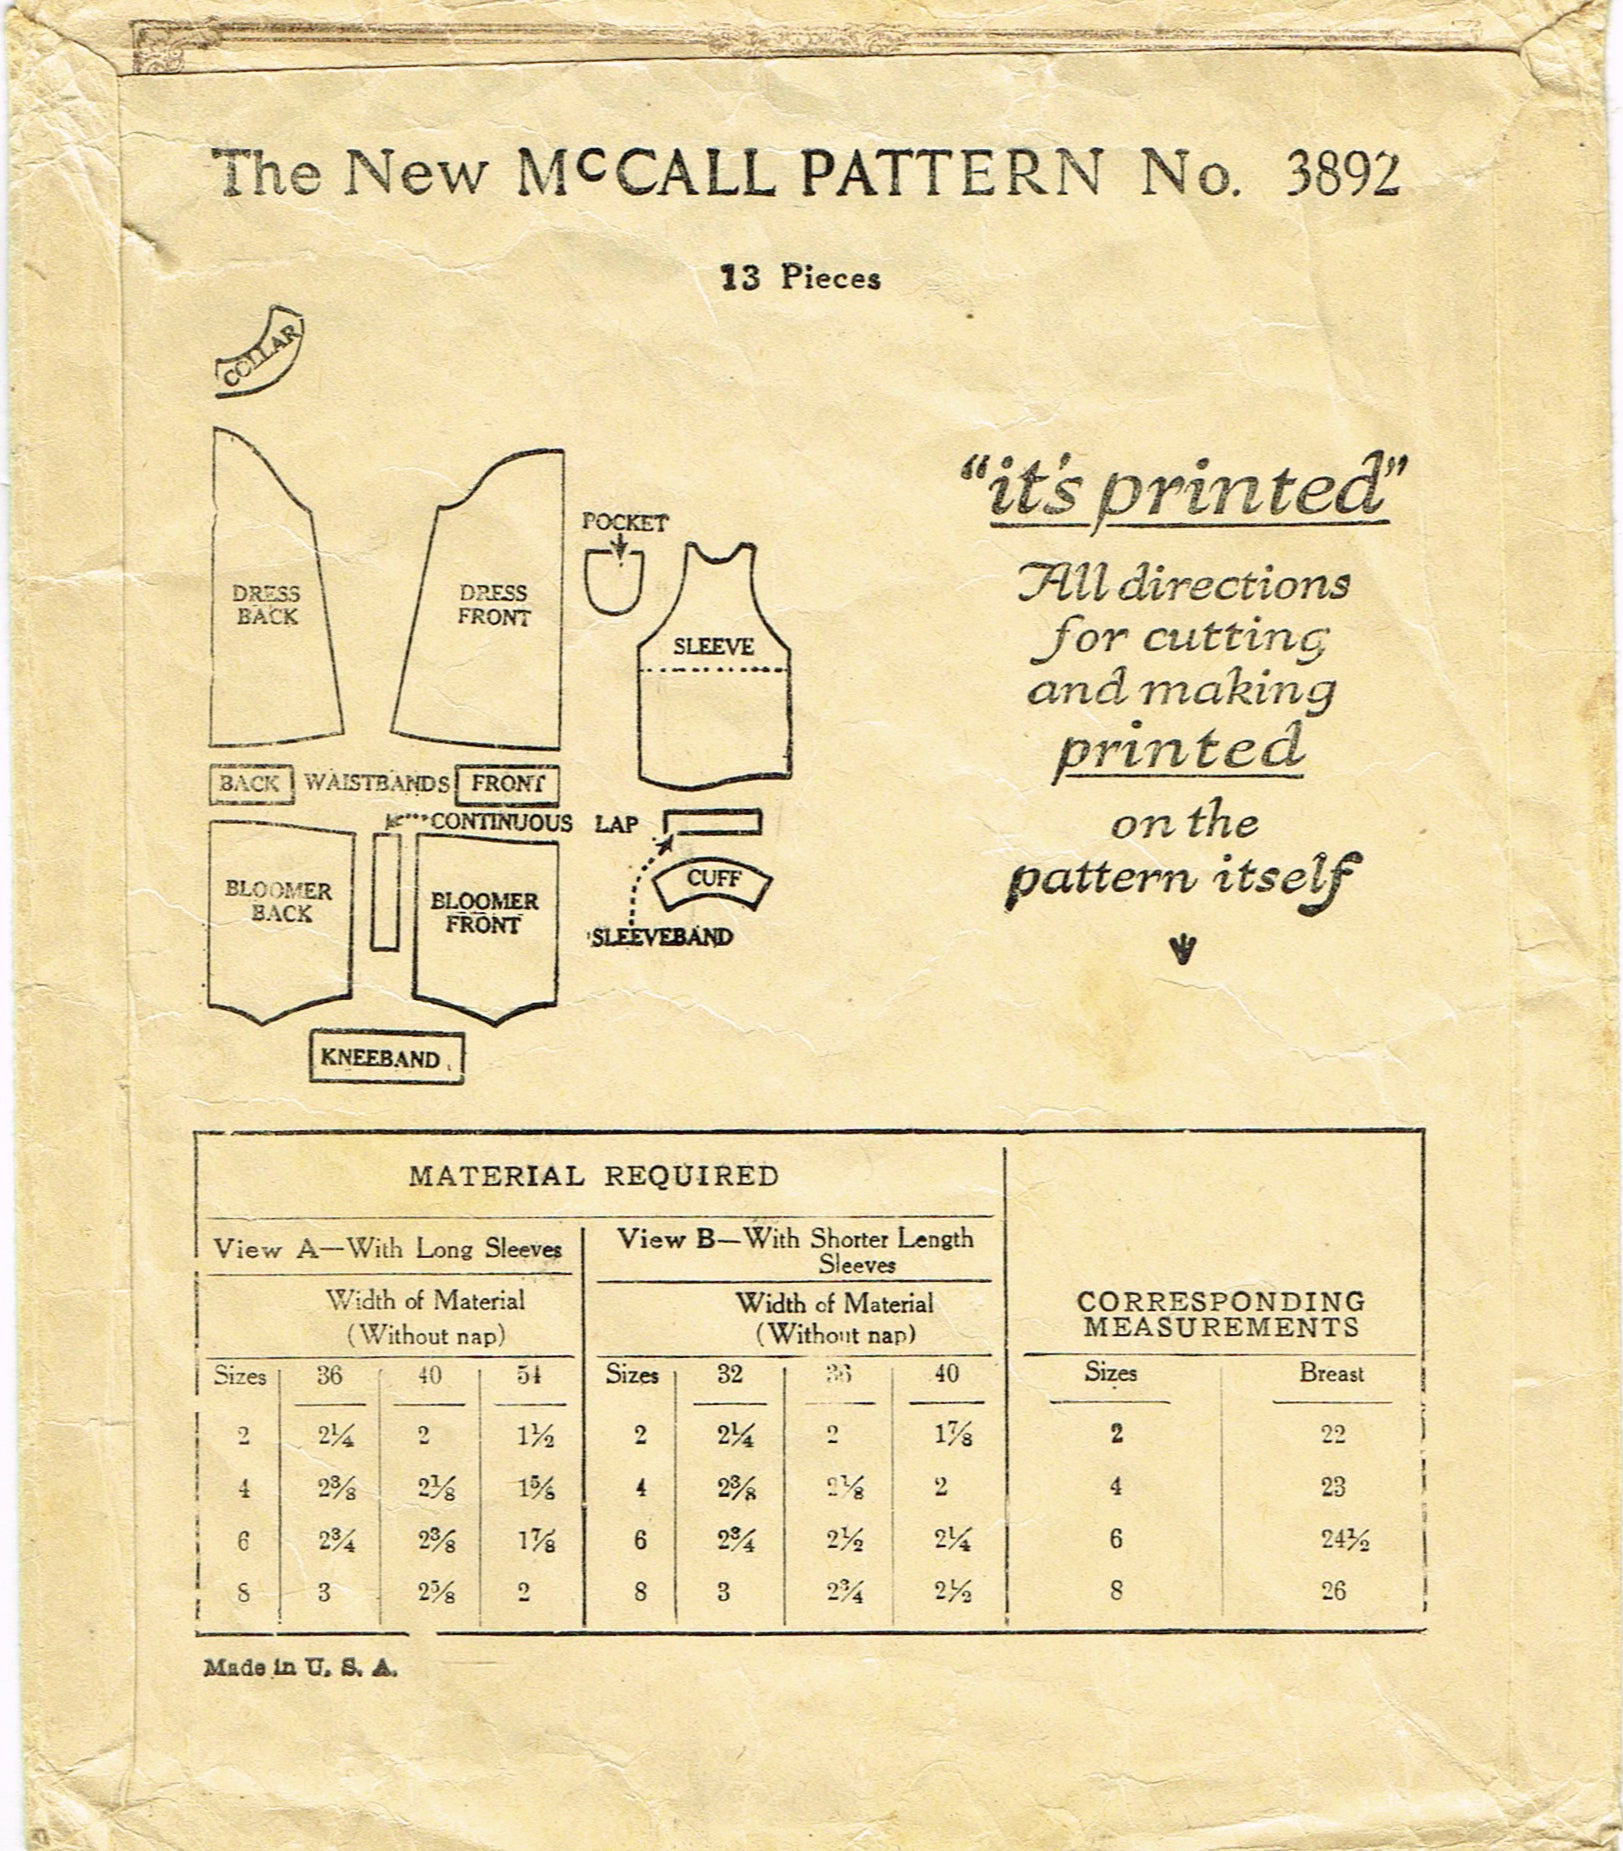 The New McCALL PATTERN No. 3892
13 Pieces
COLLAR
DRESS
BACK
DRESS
FRONT
POCKET
SLEEVE
BACK WAISTBANDS FRONT
CONTINUOUS LAP
BLOOMER
BACK
BLOOMER
FRONT
CUFF
SLEEVEBAND
KNEEBAND
"it's printed"
All directions
for cutting
and making
printed
on the
pattern itself
MATERIAL REQUIRED
View A—With Long Sleeves
Width of Material
(Without nap)
Sizes 36 40 54
2 2¼ 2 1½
4 2⅜ 2⅛ 1⅝
6 2¾ 2⅜ 1⅞
8 3 2⅝ 2
View B—With Shorter Length
Sleeves
Width of Material
(Without nap)
Sizes 32 36 40
2 2¼ 2 1⅞
4 2⅜ 2⅛ 2
6 2¾ 2½ 2¼
8 3 2¾ 2½
CORRESPONDING
MEASUREMENTS
Sizes Breast
2 22
4 23
6 24½
8 26
Made in U. S. A.